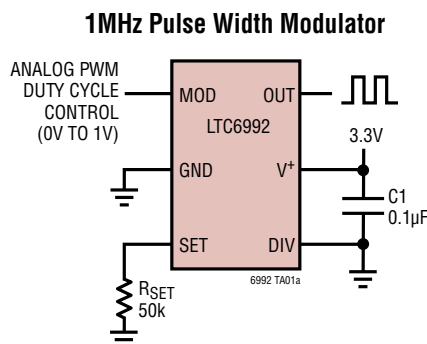 1MHz Pulse Width Modulator
ANALOG PWM
DUTY CYCLE
CONTROL
(0V TO 1V)
MOD
OUT
LTC6992
3.3V
GND
V+
C1
0.1µF
SET
DIV
6992 TA01a
RSET
50k